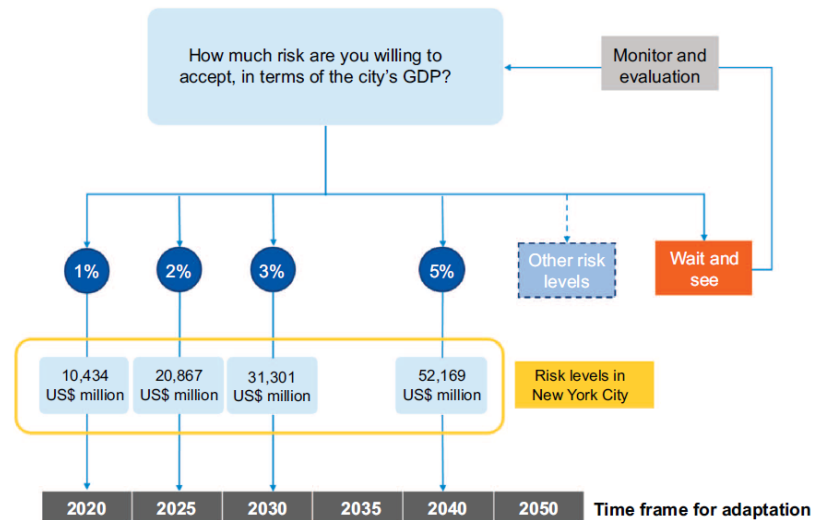 How much risk are you willing to
accept, in terms of the city's GDP?
Monitor and
evaluation
1%
2%
3%
5%
Other risk
levels
Wait and
see
10,434
US$ million
20,867
US$ million
31,301
US$ million
52,169
US$ million
Risk levels in
New York City
2020 2025 2030 2035 2040 2050 Time frame for adaptation